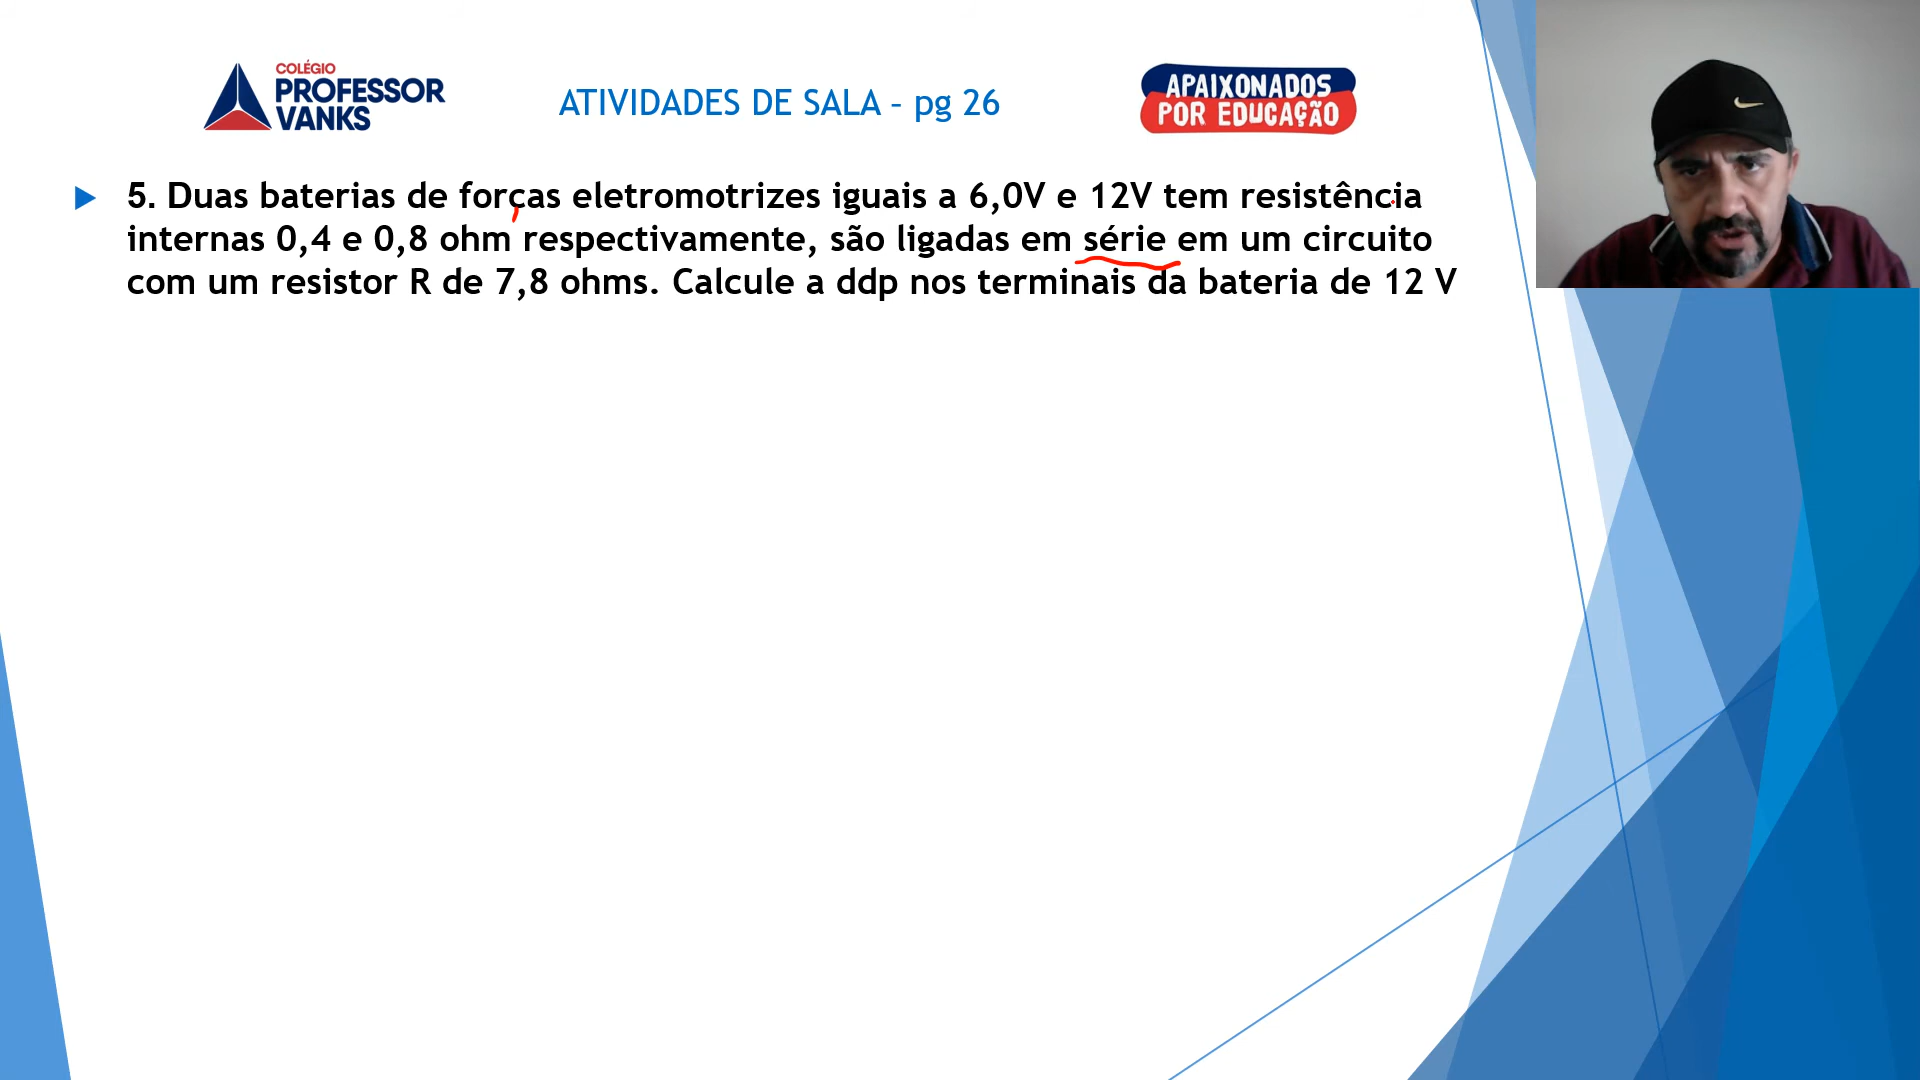 COLÉGIO
PROFESSOR
VANKS
ATIVIDADES DE SALA – pg 26
APAIXONADOS
POR EDUCAÇÃO
5. Duas baterias de forças eletromotrizes iguais a 6,0V e 12V tem resistência
internas 0,4 e 0,8 ohm respectivamente, são ligadas em série em um circuito
com um resistor R de 7,8 ohms. Calcule a ddp nos terminais da bateria de 12 V